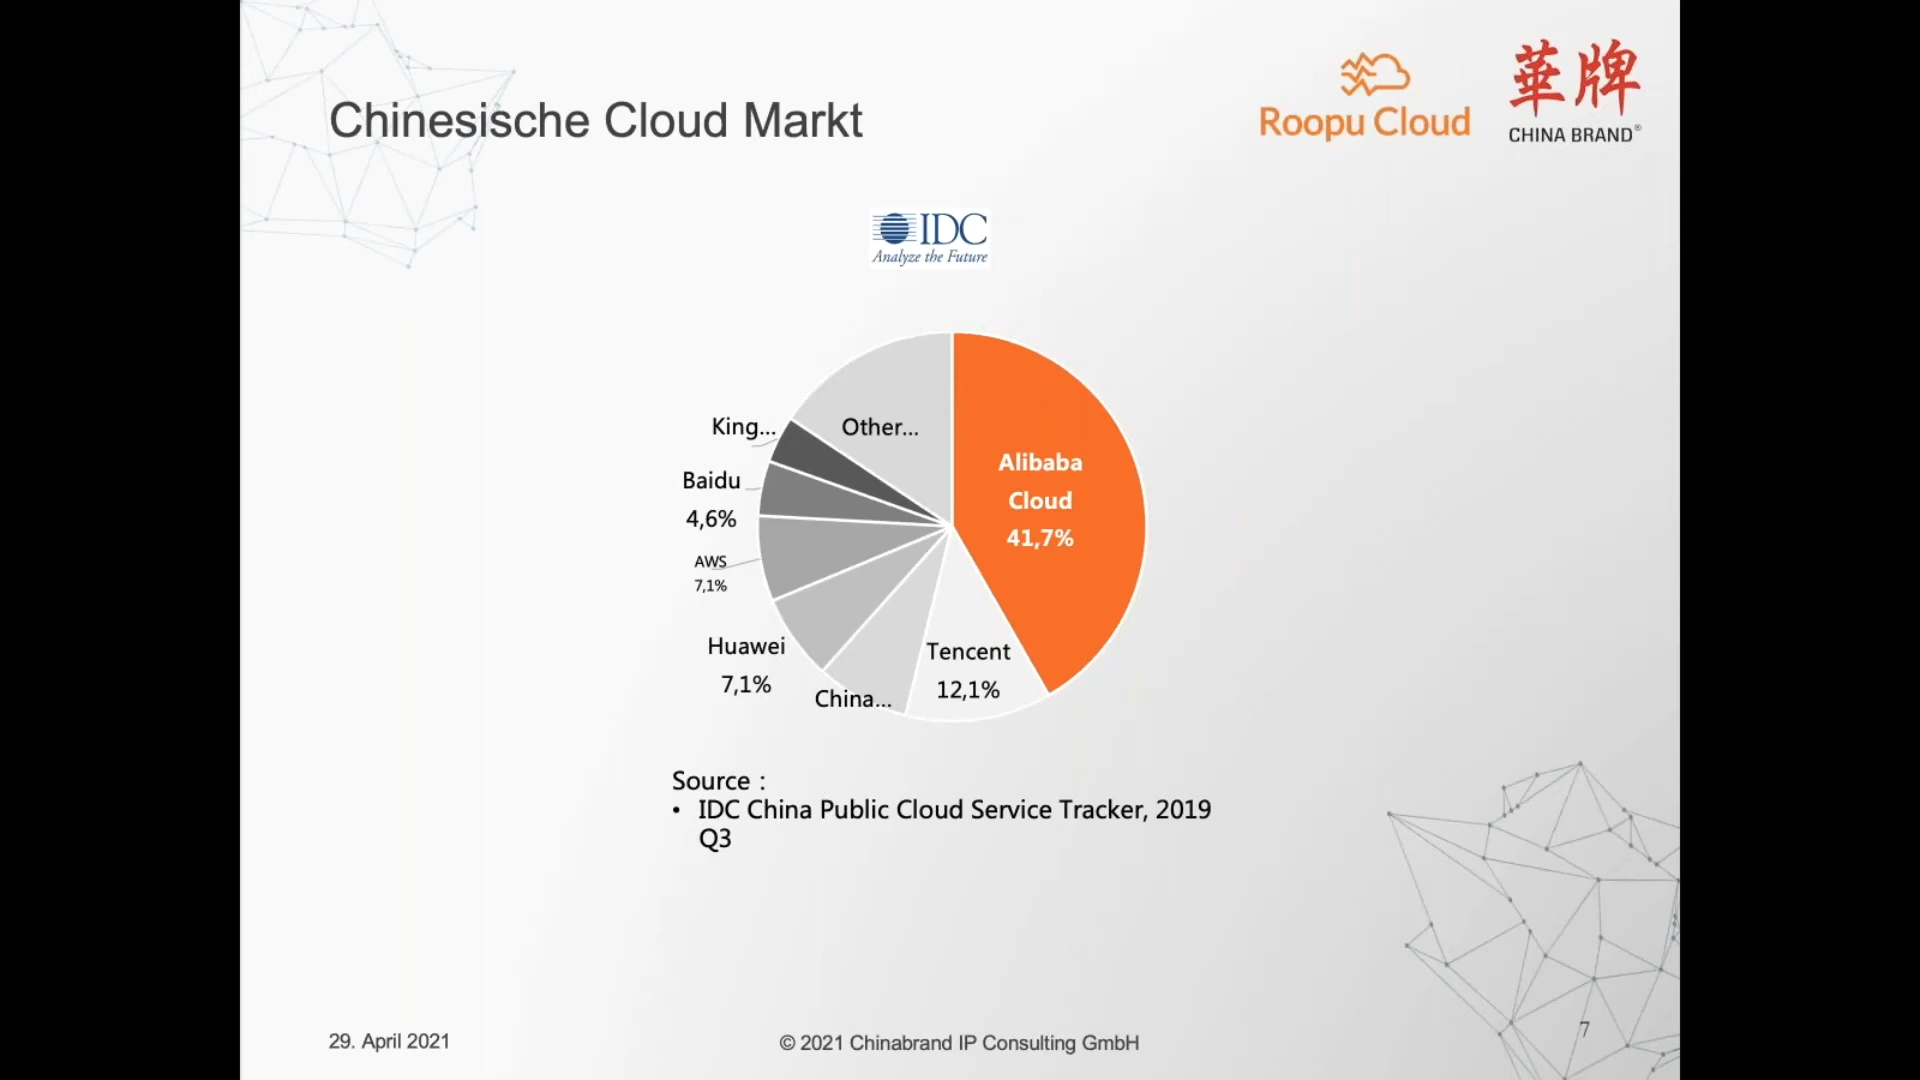 Chinesische Cloud Markt
Roopu Cloud
華牌
CHINA BRAND®
IDC
Analyze the Future
King...
Other...
Alibaba
Cloud
41,7%
Baidu
4,6%
AWS
7,1%
Huawei
7,1%
China...
Tencent
12,1%
Source :
• IDC China Public Cloud Service Tracker, 2019
Q3
29. April 2021
© 2021 Chinabrand IP Consulting GmbH
7